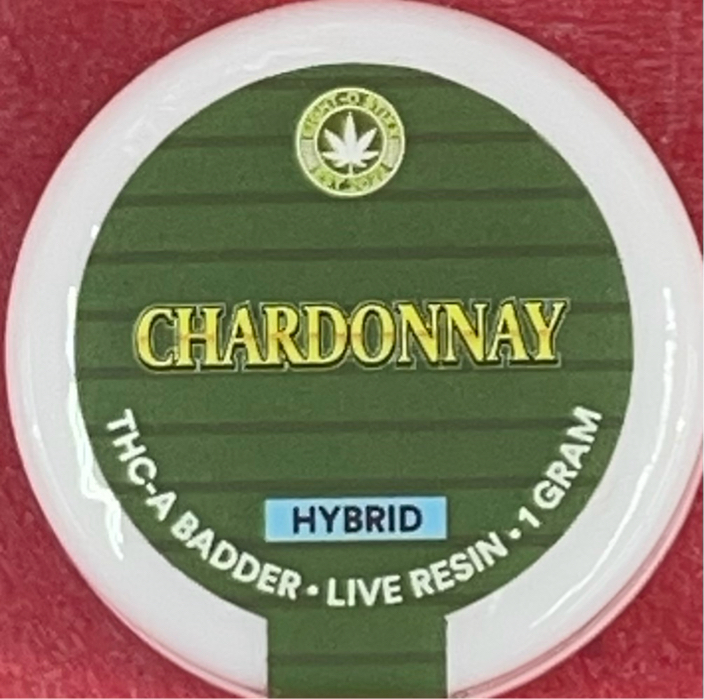 CHARDONNAY
HYBRID
THC-A BADDER • LIVE RESIN • 1 GRAM